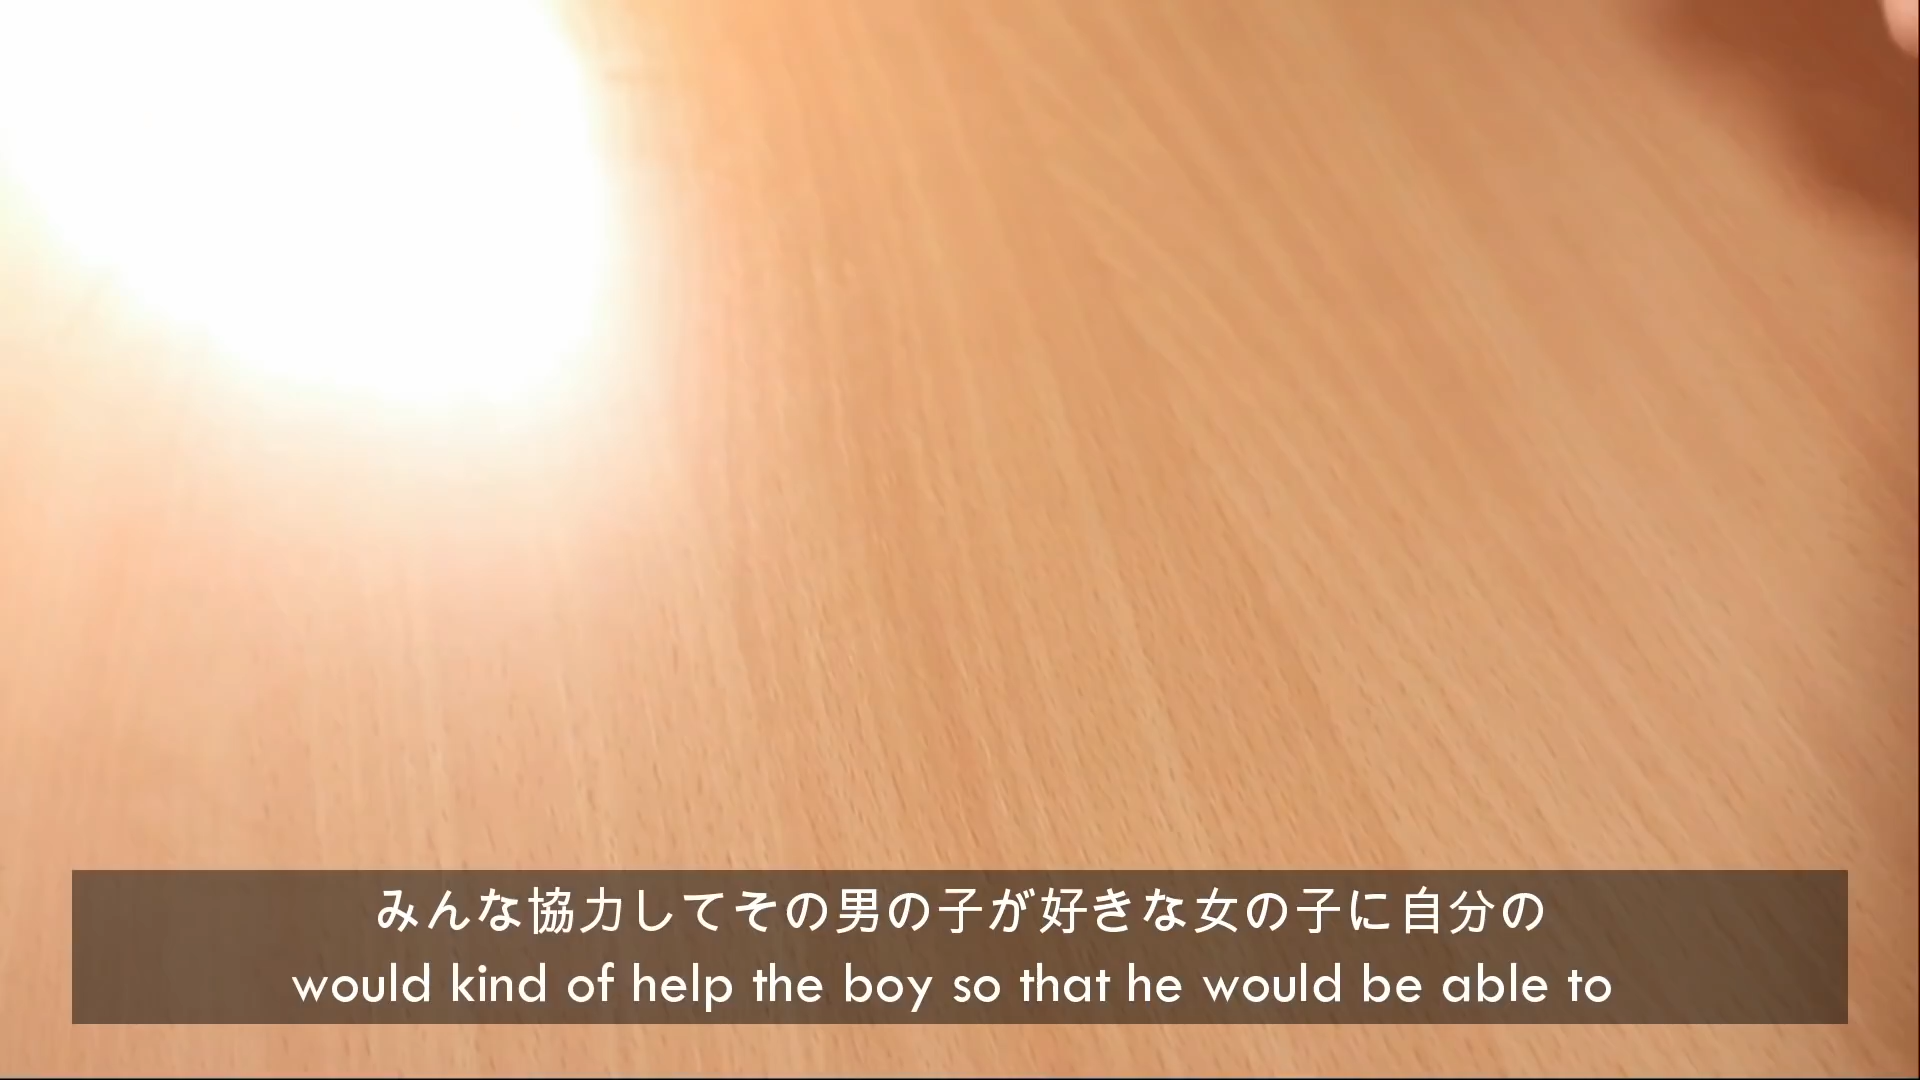 みんな協力してその男の子が好きな女の子に自分の
would kind of help the boy so that he would be able to